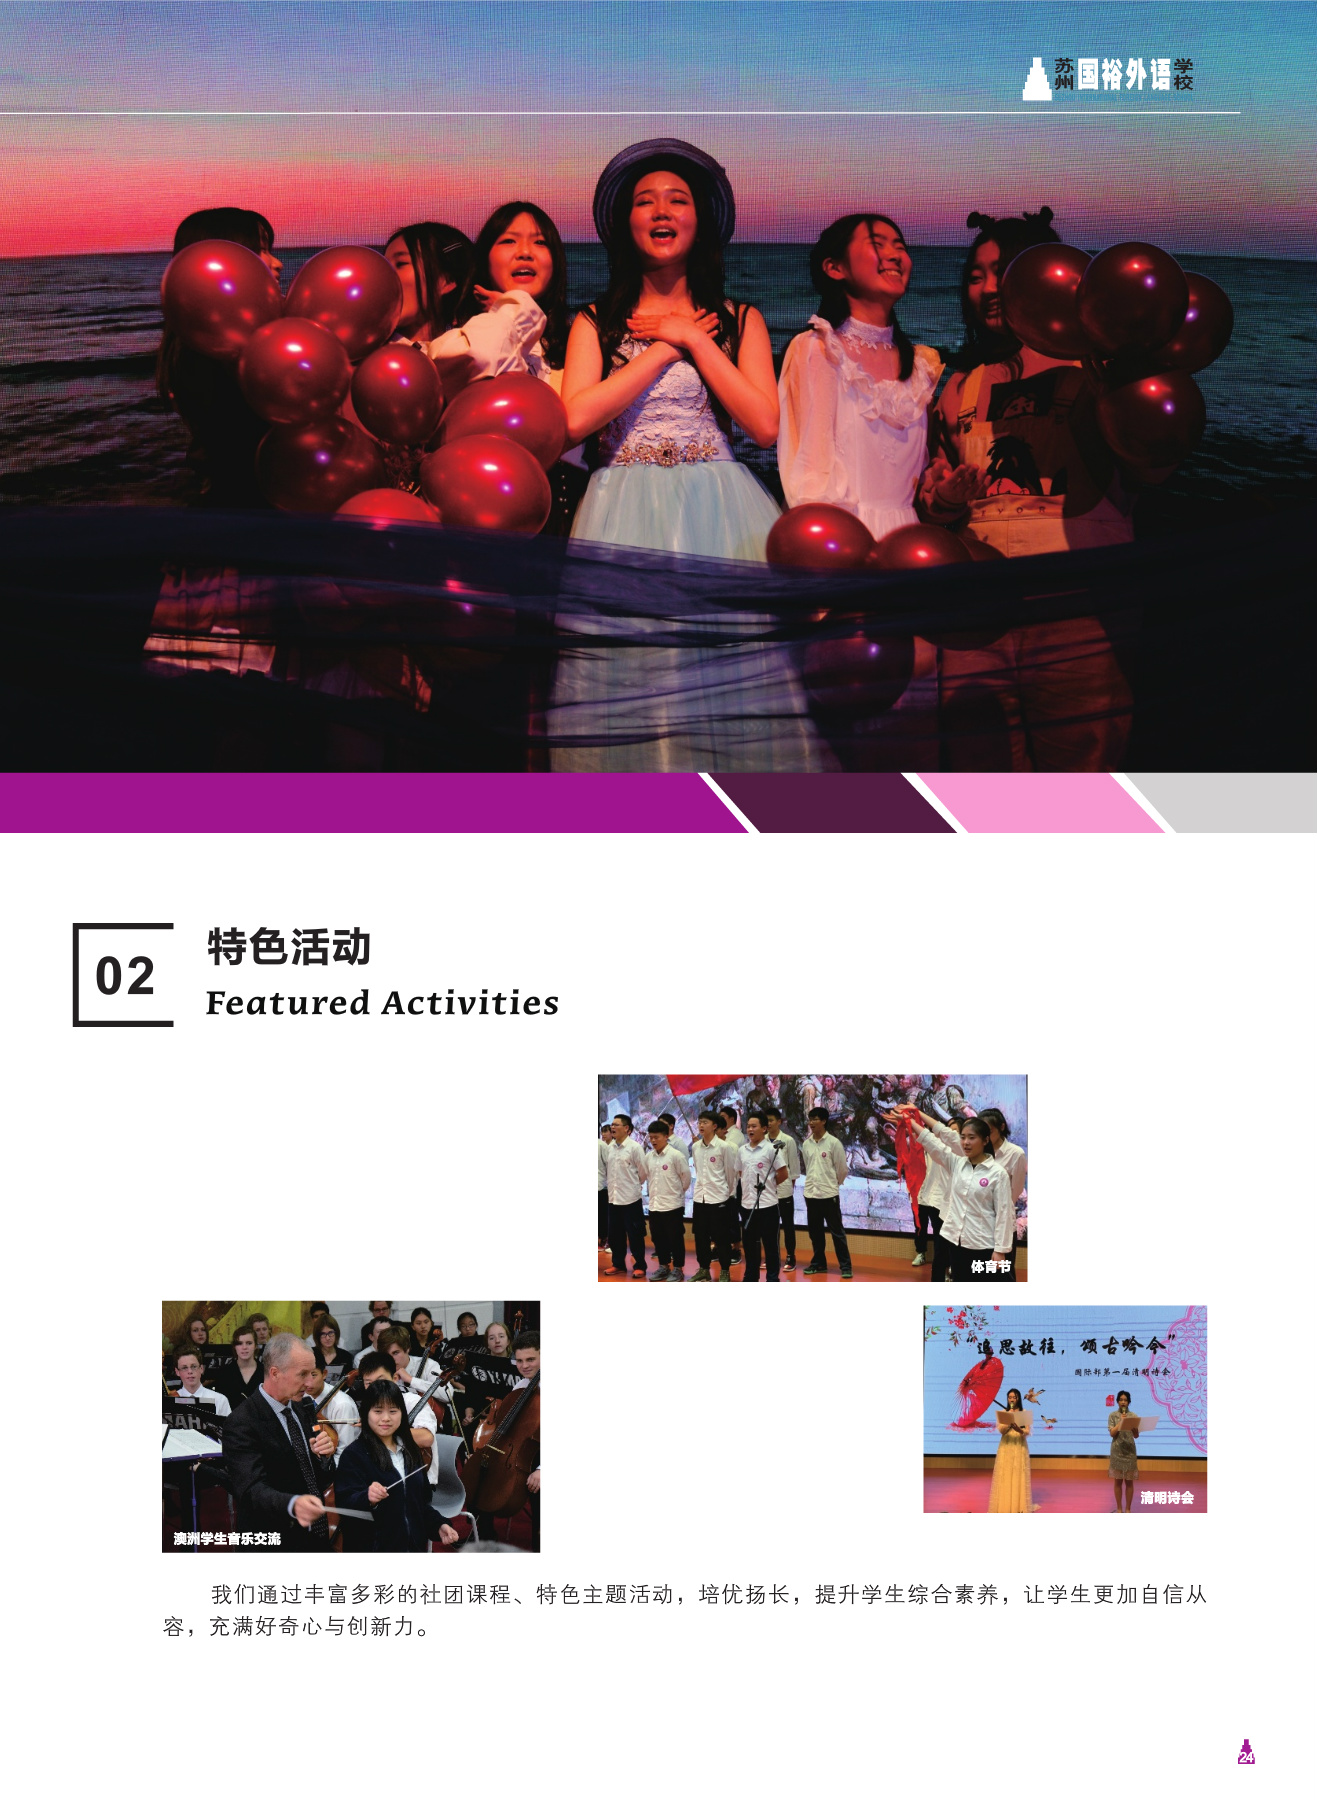 苏州国裕外语学校
02
特色活动
Featured Activities
体育节
“追思故往，颂古吟今”
国际部第一届清明诗会
清明诗会
YAMAH
AHA
澳洲学生音乐交流
我们通过丰富多彩的社团课程、特色主题活动，培优扬长，提升学生综合素养，让学生更加自信从
容，充满好奇心与创新力。
24